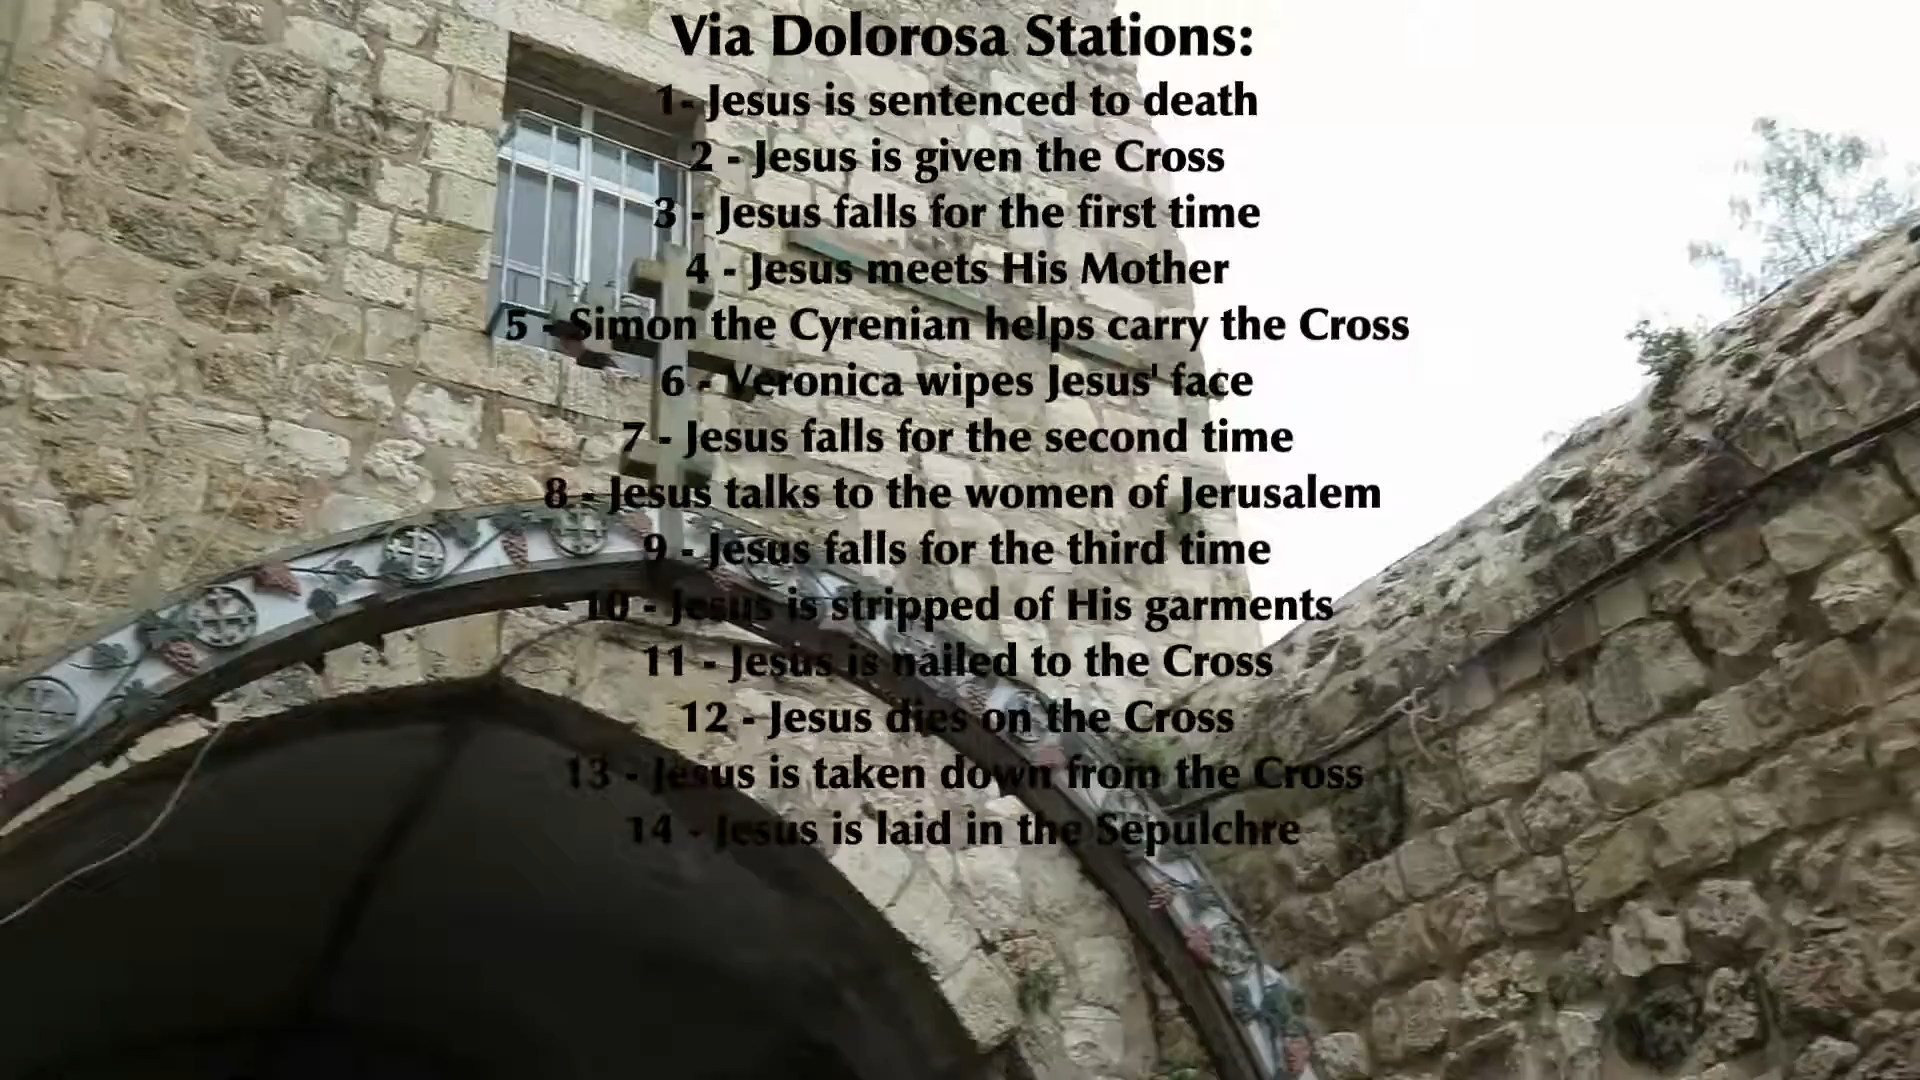 Via Dolorosa Stations:
1- Jesus is sentenced to death
2 - Jesus is given the Cross
3 - Jesus falls for the first time
4 - Jesus meets His Mother
5 - Simon the Cyrenian helps carry the Cross
6 - Veronica wipes Jesus' face
7 - Jesus falls for the second time
8 - Jesus talks to the women of Jerusalem
9 - Jesus falls for the third time
10 - Jesus is stripped of His garments
11 - Jesus is nailed to the Cross
12 - Jesus dies on the Cross
13 - Jesus is taken down from the Cross
14 - Jesus is laid in the Sepulchre